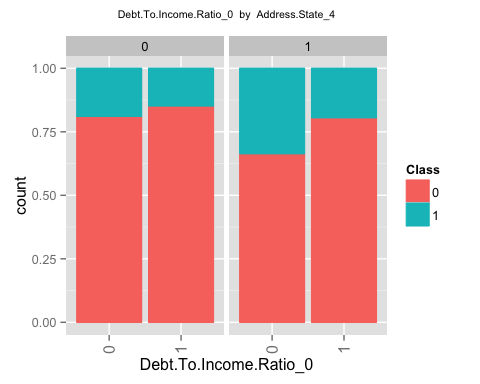 Debt.To.Income.Ratio_0 by Address.State_4
0 1
1.00
0.75
0.50
0.25
0.00
count
0 1 0 1
Debt.To.Income.Ratio_0
Class
0
1